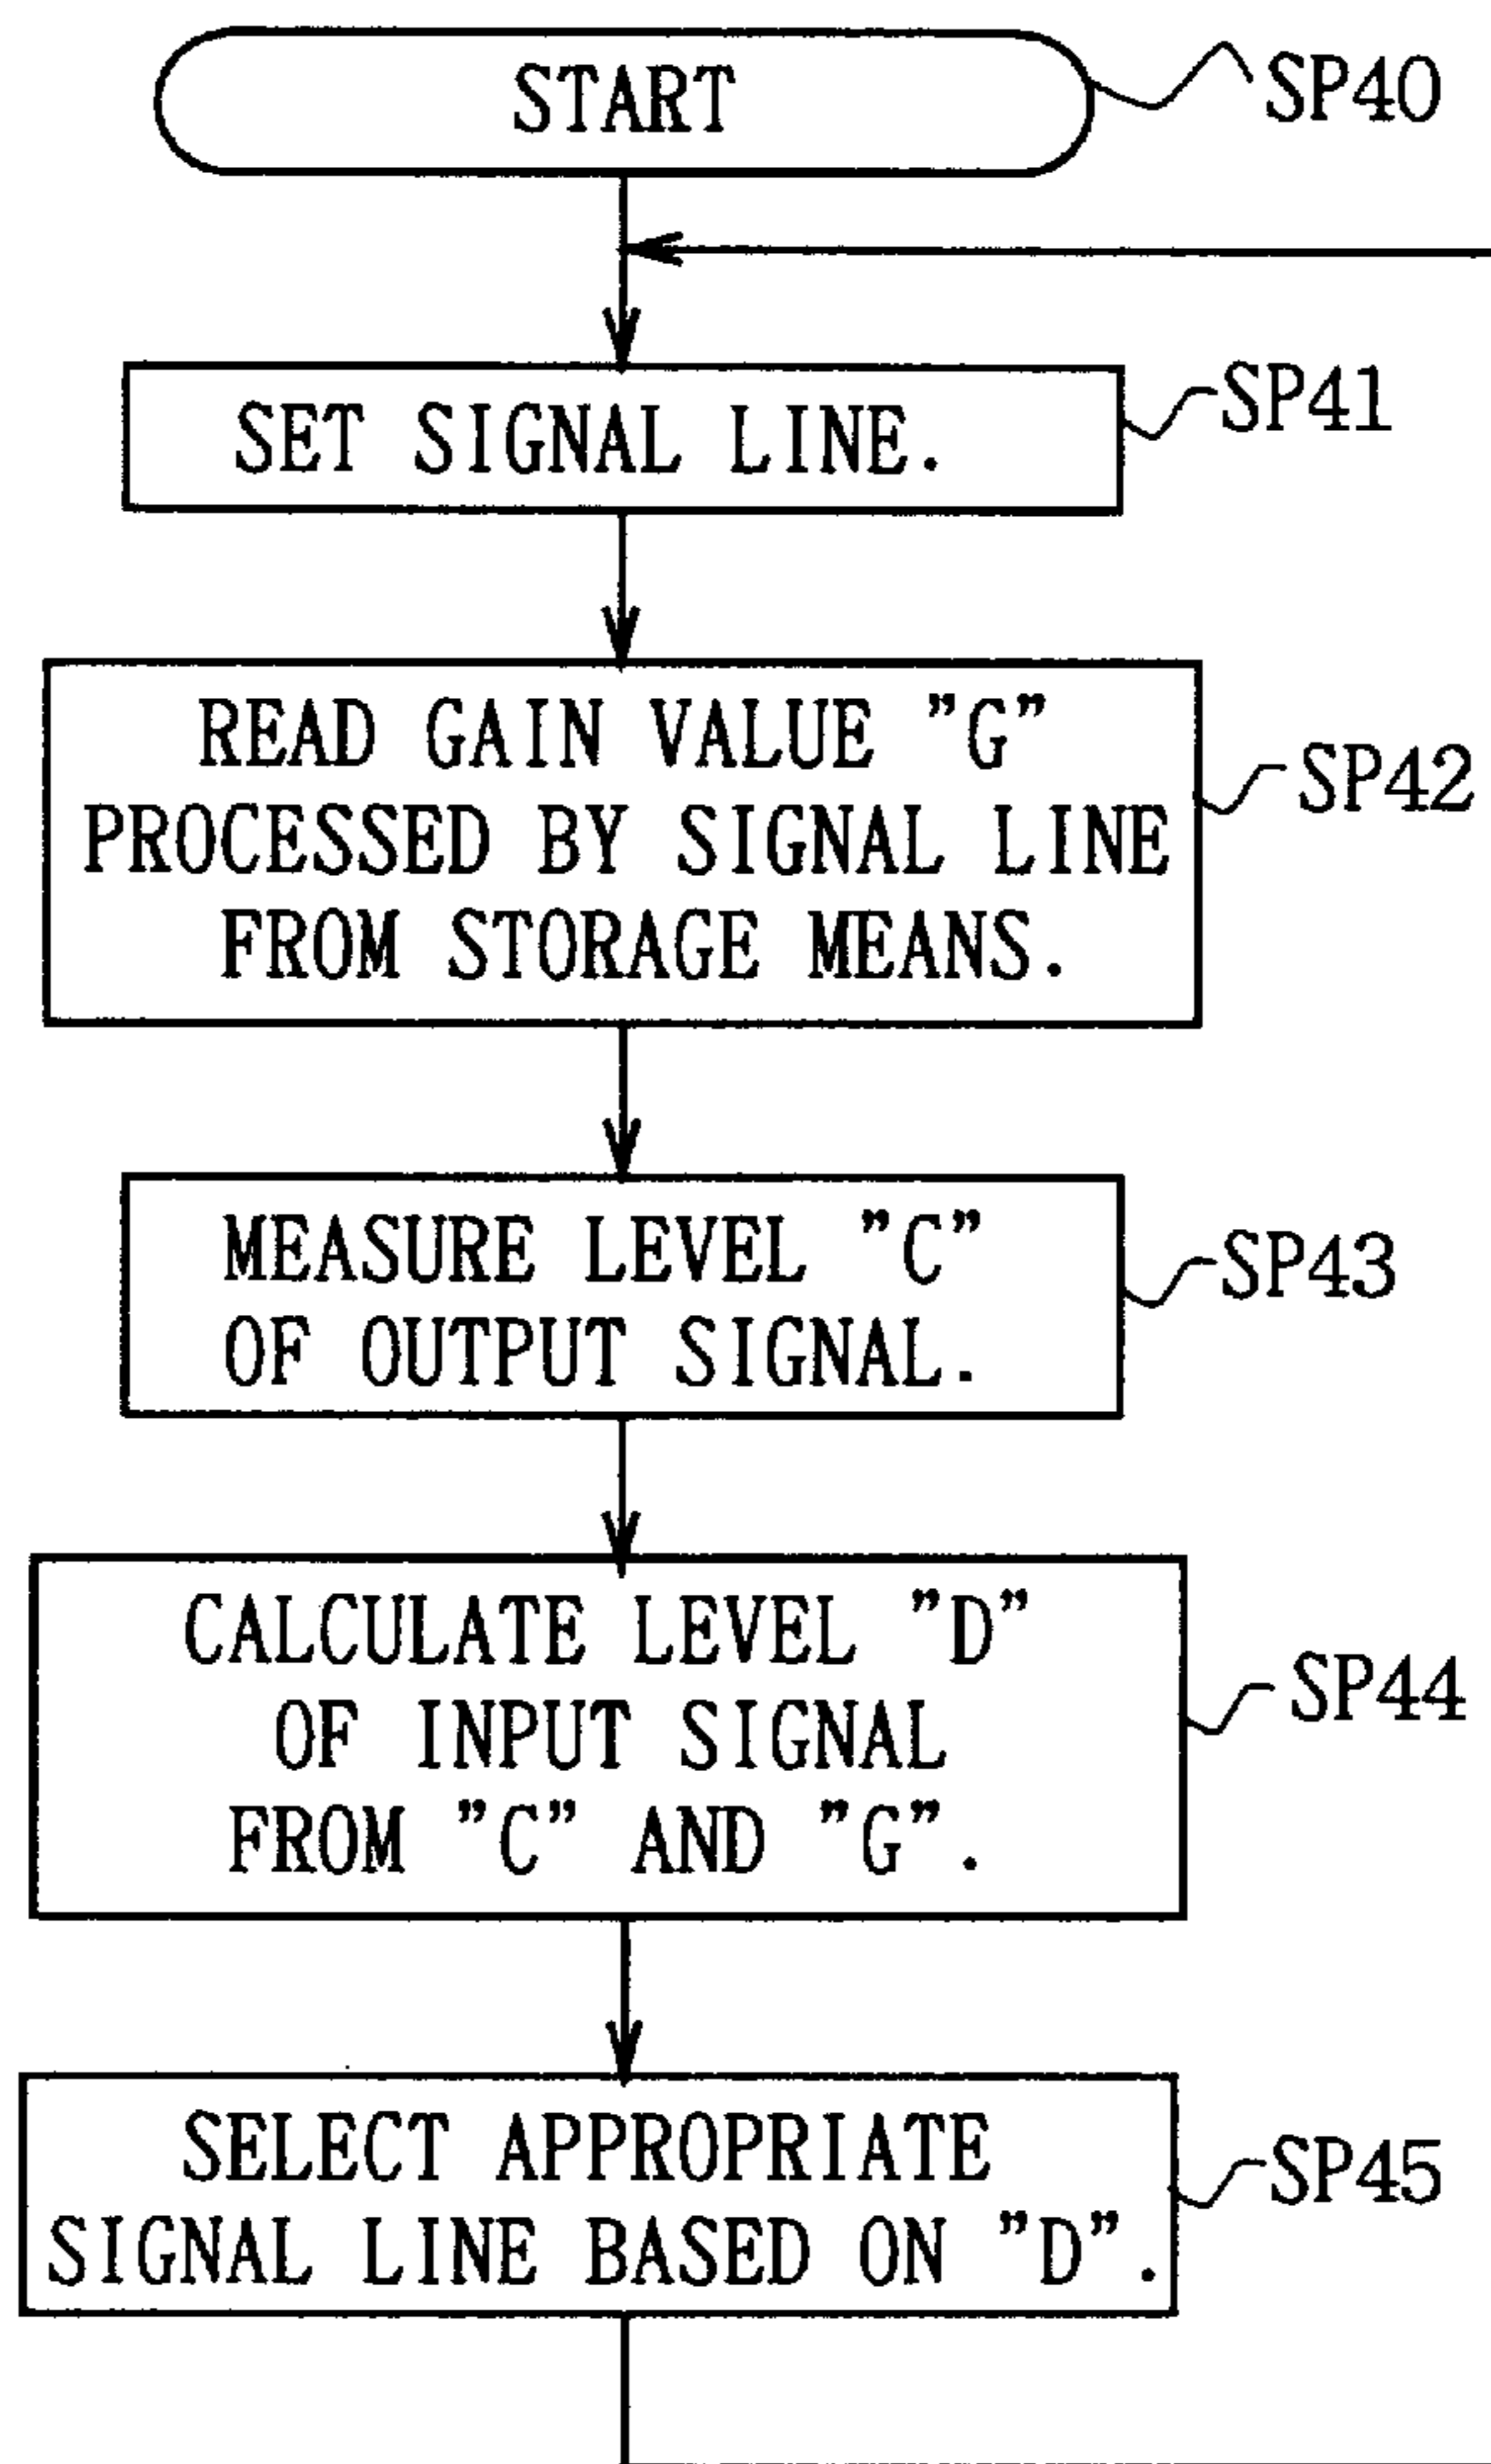 START
SP40
SET SIGNAL LINE.
SP41
READ GAIN VALUE "G"
PROCESSED BY SIGNAL LINE
FROM STORAGE MEANS.
SP42
MEASURE LEVEL "C"
OF OUTPUT SIGNAL.
SP43
CALCULATE LEVEL "D"
OF INPUT SIGNAL
FROM "C" AND "G".
SP44
SELECT APPROPRIATE
SIGNAL LINE BASED ON "D".
SP45